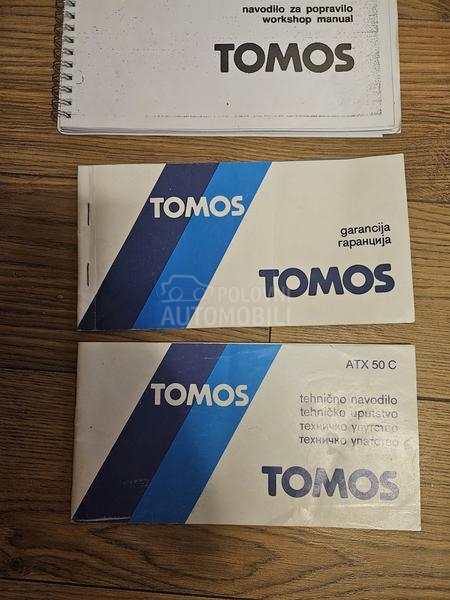 navodilo za popravilo
workshop manual
TOMOS
TOMOS
garancija
гаранција
TOMOS
POLOVNI
AUTOMOBILI
ATX 50 C
TOMOS
tehnično navodilo
tehničko uputstvo
техничко упутство
техничко упатство
TOMOS